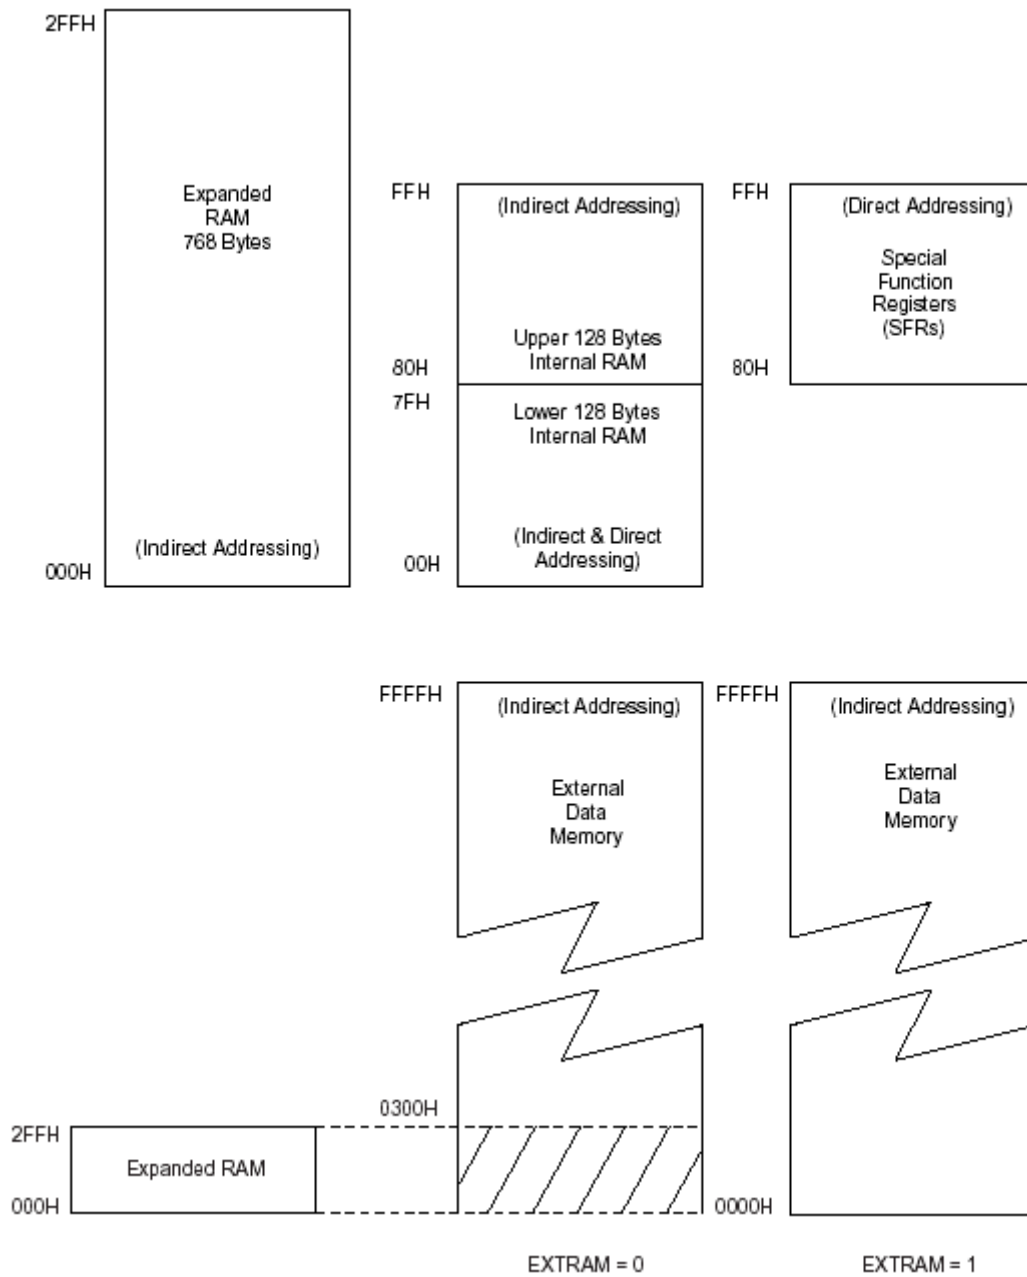 2FFH
Expanded
RAM
768 Bytes
(Indirect Addressing)
000H
FFH
(Indirect Addressing)
Upper 128 Bytes
Internal RAM
80H
7FH
Lower 128 Bytes
Internal RAM
(Indirect & Direct
Addressing)
00H
FFH
(Direct Addressing)
Special
Function
Registers
(SFRs)
80H
FFFFH
(Indirect Addressing)
External
Data
Memory
FFFFH
(Indirect Addressing)
External
Data
Memory
0300H
2FFH
Expanded RAM
000H
0000H
EXTRAM = 0
EXTRAM = 1